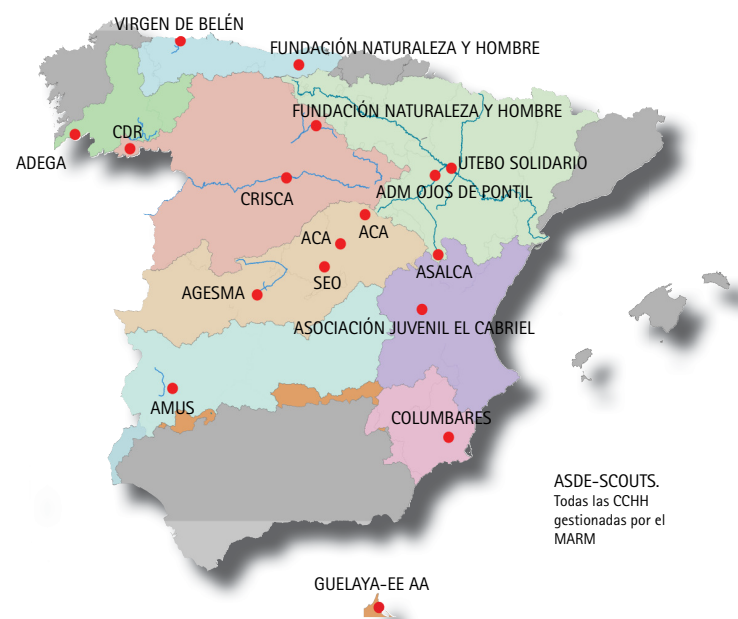 VIRGEN DE BELÉN
FUNDACIÓN NATURALEZA Y HOMBRE
FUNDACIÓN NATURALEZA Y HOMBRE
CDR
ADEGA
UTEBO SOLIDARIO
ADM OJOS DE PONTIL
CRISCA
ACA
ACA
ASALCA
SEO
AGESMA
ASOCIACIÓN JUVENIL EL CABRIEL
AMUS
COLUMBARES
ASDE-SCOUTS.
Todas las CCHH
gestionadas por el
MARM
GUELAYA-EE AA